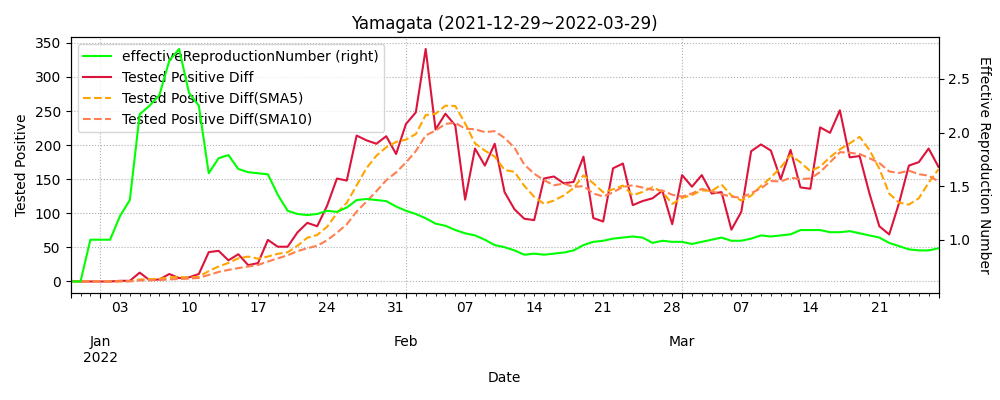 Yamagata (2021-12-29~2022-03-29)
effectiveReproductionNumber (right)
Tested Positive Diff
Tested Positive Diff(SMA5)
Tested Positive Diff(SMA10)
Tested Positive
350
300
250
200
150
100
50
0
2.5
2.0
1.5
1.0
Effective Reproduction Number
03 10 17 24 31 07 14 21 28 07 14 21
Jan Feb Mar
2022
Date